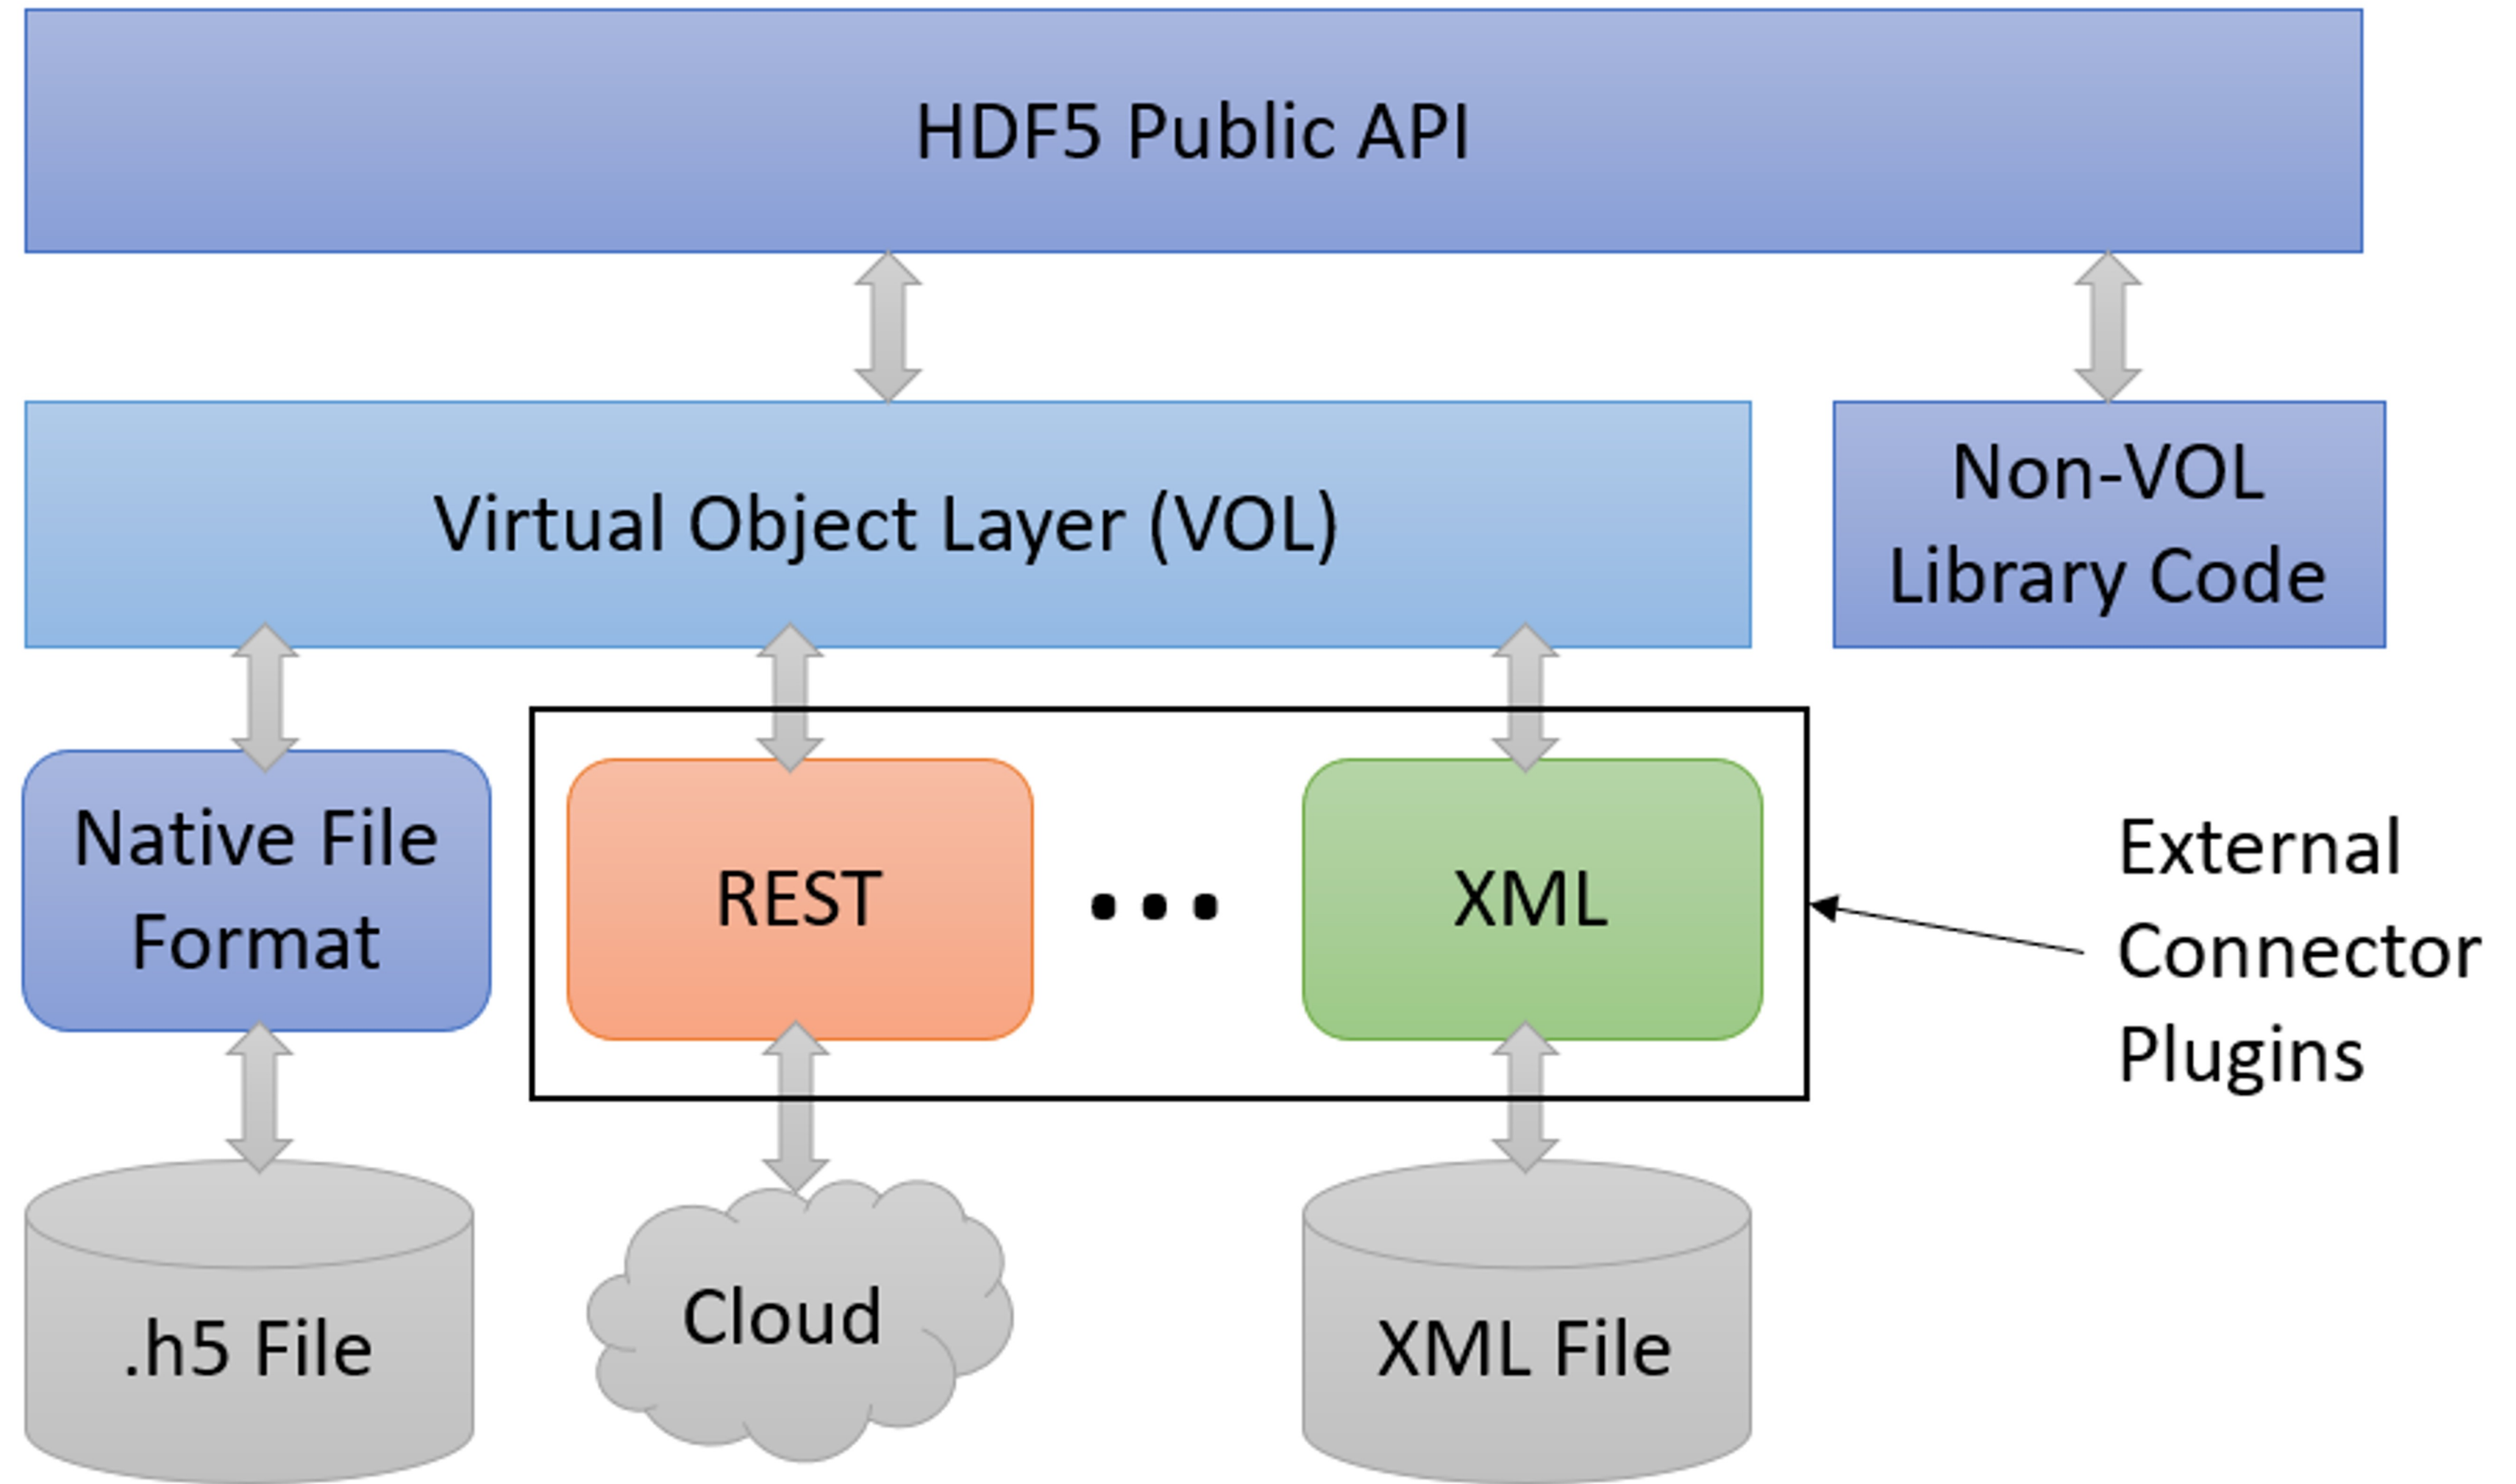 HDF5 Public API
Virtual Object Layer (VOL)
Non-VOL
Library Code
Native File
Format
REST
...
XML
External
Connector
Plugins
.h5 File
Cloud
XML File